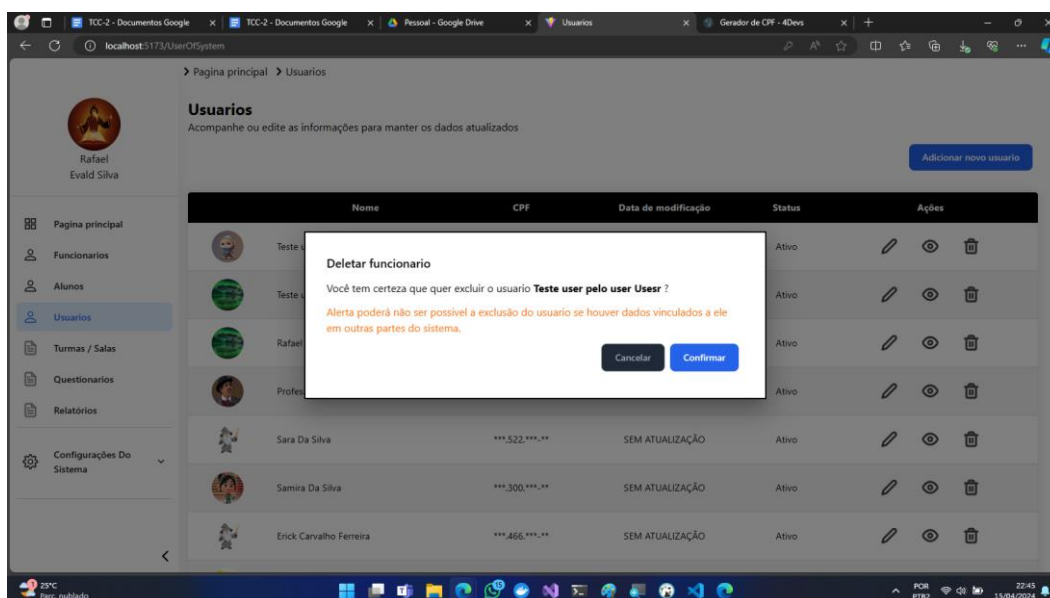 TCC-2 - Documentos Google
TCC-2 - Documentos Google
Pessoal - Google Drive
Usuarios
Gerador de CPF - 4Devs
localhost:5173/UserOfSystem
Pagina principal
Usuarios
Usuarios
Acompanhe ou edite as informações para manter os dados atualizados
Rafael
Evald Silva
Adicionar novo usuario
Nome CPF Data de modificação Status Ações
Pagina principal
Funcionarios
Alunos
Usuarios
Turmas / Salas
Questionarios
Relatórios
Configurações Do
Sistema
Teste Ativo
Teste Ativo
Rafael Ativo
Ativo
Deletar funcionario
Você tem certeza que quer excluir o usuario Teste user pelo user Usesr ?
Alerta poderá não ser possivel a exclusão do usuario se houver dados vinculados a ele
em outras partes do sistema.
Cancelar
Confirmar
Sara Da Silva ***.522.***-** SEM ATUALIZAÇÃO Ativo
Samira Da Silva ***.300.***-** SEM ATUALIZAÇÃO Ativo
Erick Carvalho Ferreira ***.466.***-** SEM ATUALIZAÇÃO Ativo
25°C
Parc. nublado
POR
PTB2
22:45
15/04/2024